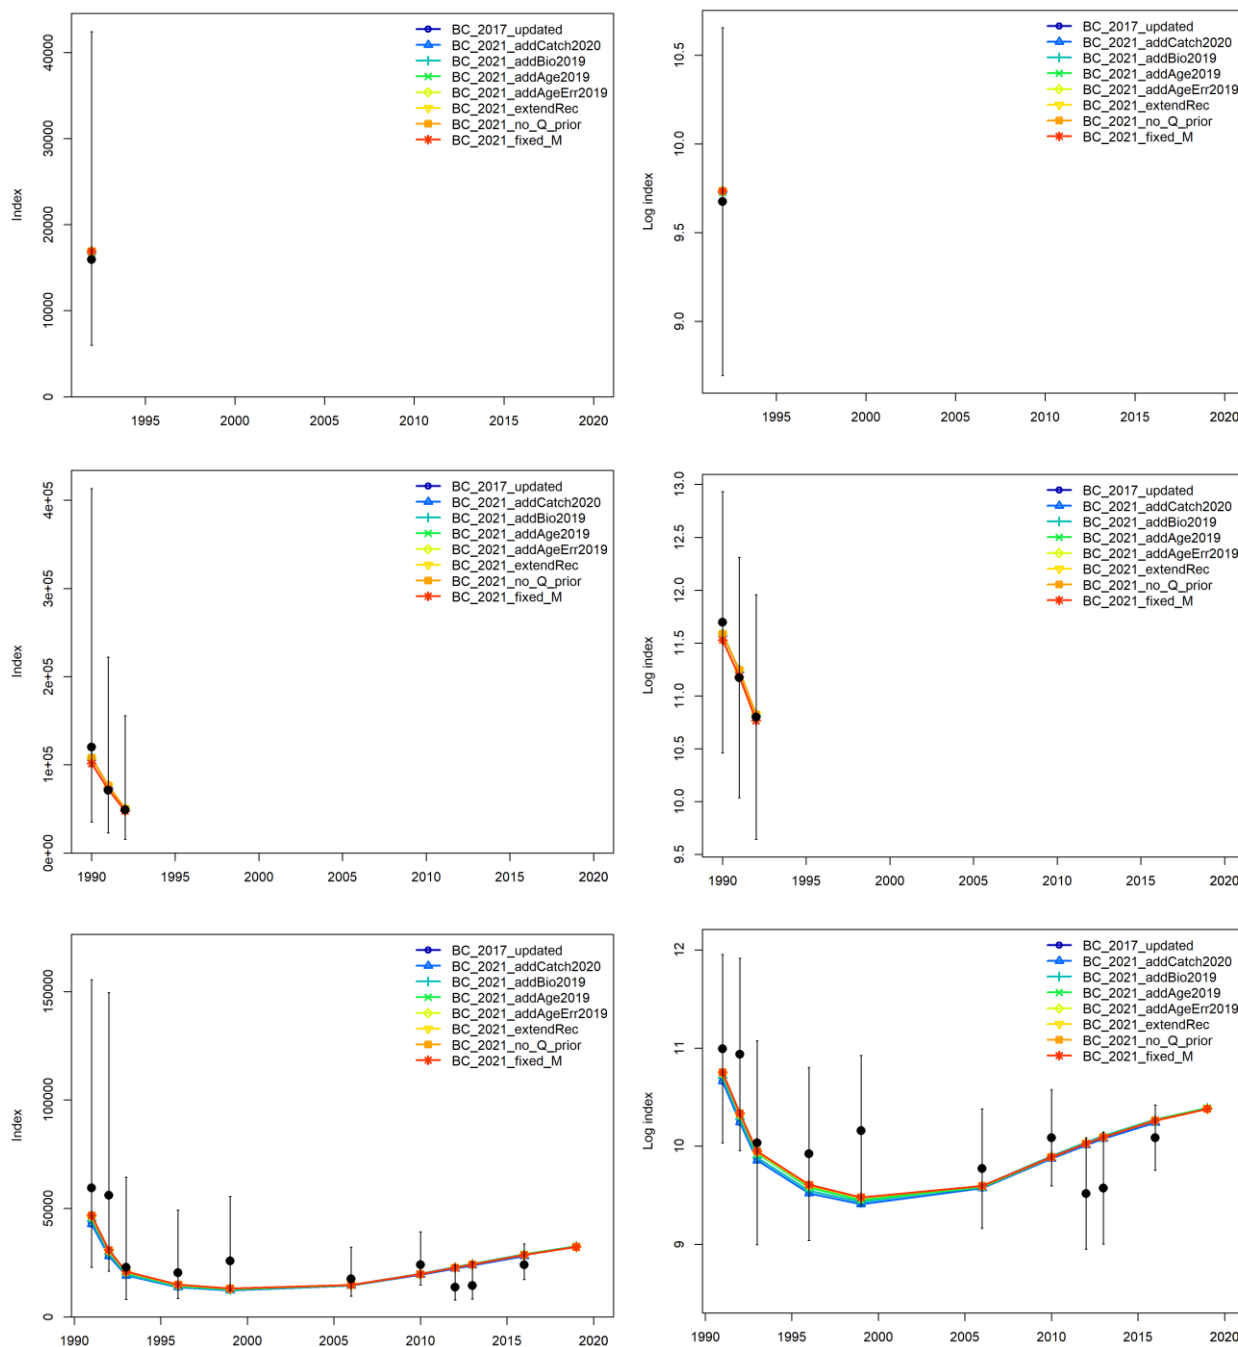 Index
0
10000
20000
30000
40000
1995
2000
2005
2010
2015
2020
BC_2017_updated
BC_2021_addCatch2020
BC_2021_addBio2019
BC_2021_addAge2019
BC_2021_addAgeErr2019
BC_2021_extendRec
BC_2021_no_Q_prior
BC_2021_fixed_M
Log index
9.0
9.5
10.0
10.5
1995
2000
2005
2010
2015
2020
BC_2017_updated
BC_2021_addCatch2020
BC_2021_addBio2019
BC_2021_addAge2019
BC_2021_addAgeErr2019
BC_2021_extendRec
BC_2021_no_Q_prior
BC_2021_fixed_M
Index
0e+00
1e+05
2e+05
3e+05
4e+05
1990
1995
2000
2005
2010
2015
2020
BC_2017_updated
BC_2021_addCatch2020
BC_2021_addBio2019
BC_2021_addAge2019
BC_2021_addAgeErr2019
BC_2021_extendRec
BC_2021_no_Q_prior
BC_2021_fixed_M
Log index
9.5
10.0
10.5
11.0
11.5
12.0
12.5
13.0
1990
1995
2000
2005
2010
2015
2020
BC_2017_updated
BC_2021_addCatch2020
BC_2021_addBio2019
BC_2021_addAge2019
BC_2021_addAgeErr2019
BC_2021_extendRec
BC_2021_no_Q_prior
BC_2021_fixed_M
Index
0
50000
100000
150000
1990
1995
2000
2005
2010
2015
2020
BC_2017_updated
BC_2021_addCatch2020
BC_2021_addBio2019
BC_2021_addAge2019
BC_2021_addAgeErr2019
BC_2021_extendRec
BC_2021_no_Q_prior
BC_2021_fixed_M
Log index
9
10
11
12
1990
1995
2000
2005
2010
2015
2020
BC_2017_updated
BC_2021_addCatch2020
BC_2021_addBio2019
BC_2021_addAge2019
BC_2021_addAgeErr2019
BC_2021_extendRec
BC_2021_no_Q_prior
BC_2021_fixed_M